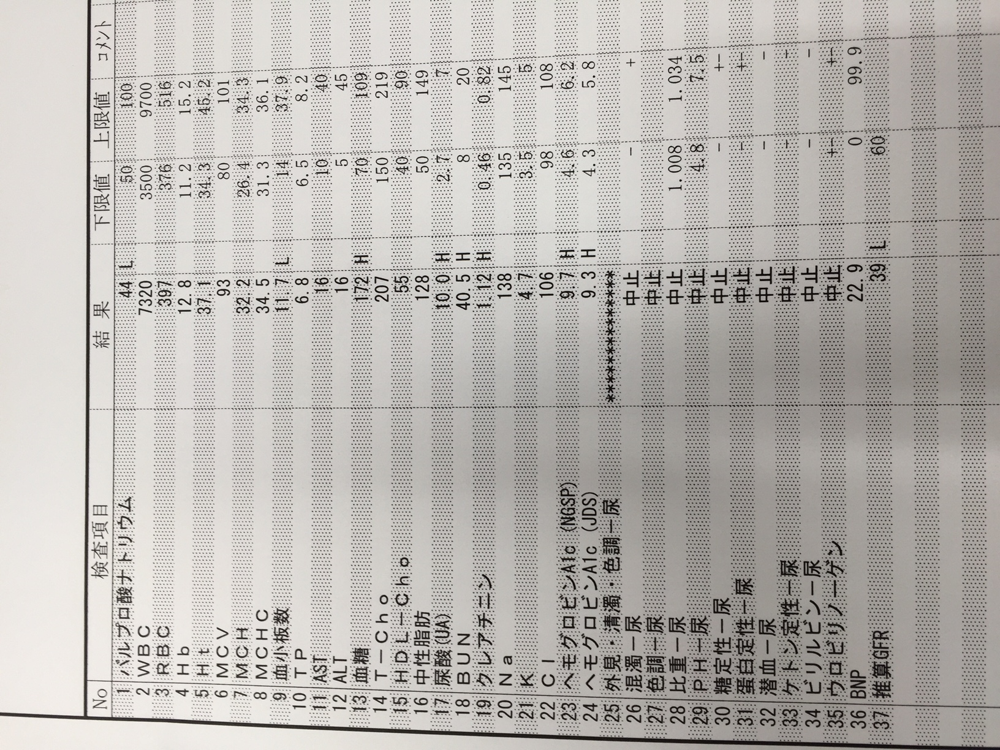 No 検査項目 結果 下限値 上限値 コメント
1 バルプロ酸ナトリウム 44 L 50 100
2 WBC 7320 3500 9700
3 RBC 397 376 516
4 Hb 12.8 11.2 15.2
5 Ht 37.1 34.3 45.2
6 MCV 93 80 101
7 MCH 32.2 26.4 34.3
8 MCHC 34.5 31.3 36.1
9 血小板数 11.7 L 14 37.9
10 TP 6.8 6.5 8.2
11 AST 16 10 40
12 ALT 16 5 45
13 血糖 172 H 70 109
14 T-Cho 207 150 219
15 HDL-Cho 55 40 90
16 中性脂肪 128 50 149
17 尿酸(UA) 10.0 H 2.7 7
18 BUN 40.5 H 8 20
19 クレアチニン 1.12 H 0.46 0.82
20 Na 138 135 145
21 K 4.7 3.5 5
22 Cl 106 98 108
23 ヘモグロビンA1c (NGSP) 9.7 H 4.6 6.2
24 ヘモグロビンA1c (JDS) 9.3 H 4.3 5.8
25 外見・清濁・色調ー尿 **************
26 混濁ー尿 中止 - +
27 色調ー尿 中止
28 比重ー尿 中止 1.008 1.034
29 PHー尿 中止 4.8 7.5
30 糖定性ー尿 中止 - +-
31 蛋白定性ー尿 中止 - +-
32 潜血ー尿 中止 - -
33 ケトン定性ー尿 中止 - -
34 ビリルビンー尿 中止 - -
35 ウロビリノーゲン 中止 +- +-
36 BNP 22.9 0 99.9
37 推算GFR 39 L 60